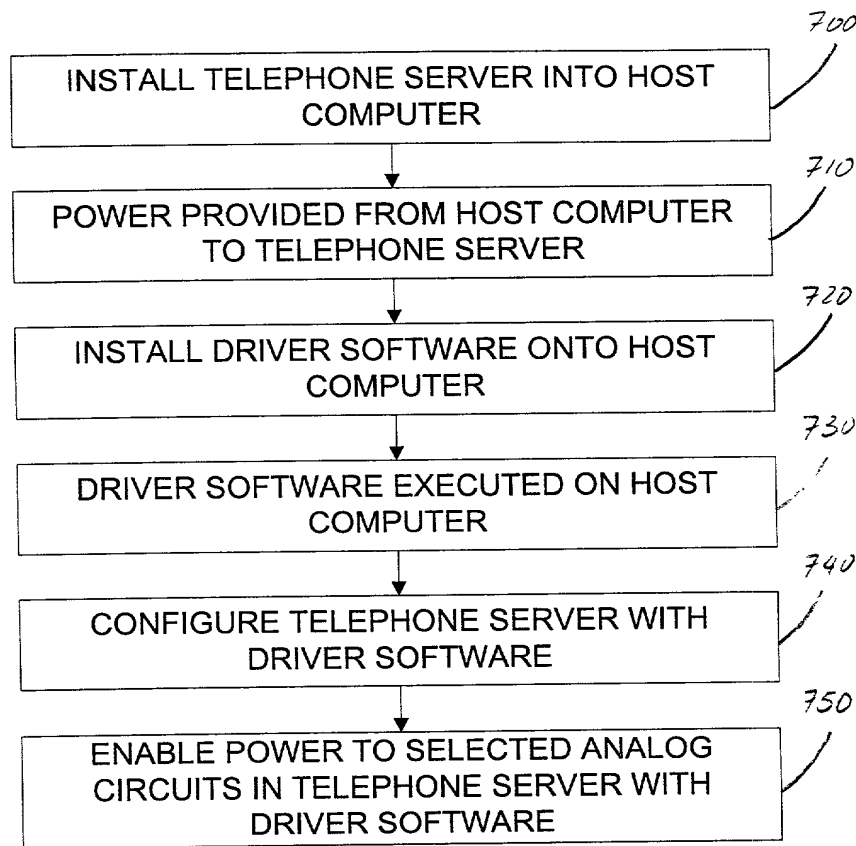 700
INSTALL TELEPHONE SERVER INTO HOST
COMPUTER
710
POWER PROVIDED FROM HOST COMPUTER
TO TELEPHONE SERVER
720
INSTALL DRIVER SOFTWARE ONTO HOST
COMPUTER
730
DRIVER SOFTWARE EXECUTED ON HOST
COMPUTER
740
CONFIGURE TELEPHONE SERVER WITH
DRIVER SOFTWARE
750
ENABLE POWER TO SELECTED ANALOG
CIRCUITS IN TELEPHONE SERVER WITH
DRIVER SOFTWARE